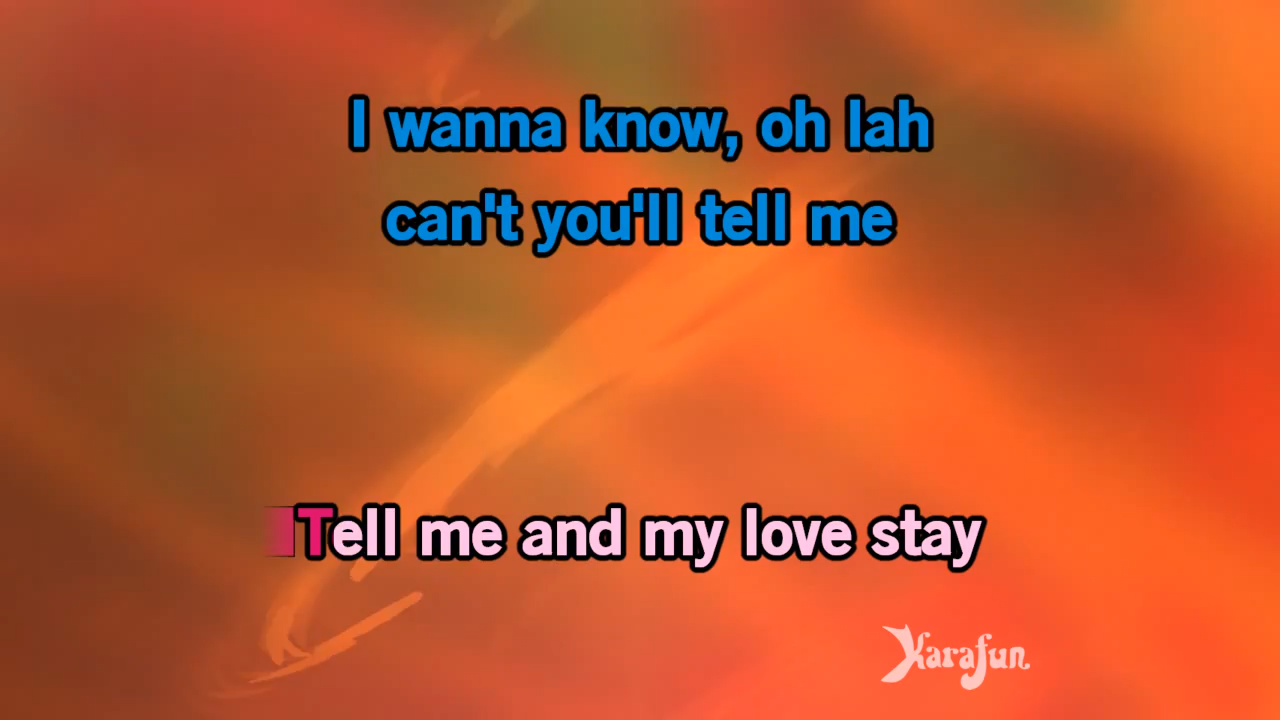 I wanna know, oh lah
can't you'll tell me
Tell me and my love stay
Karafun